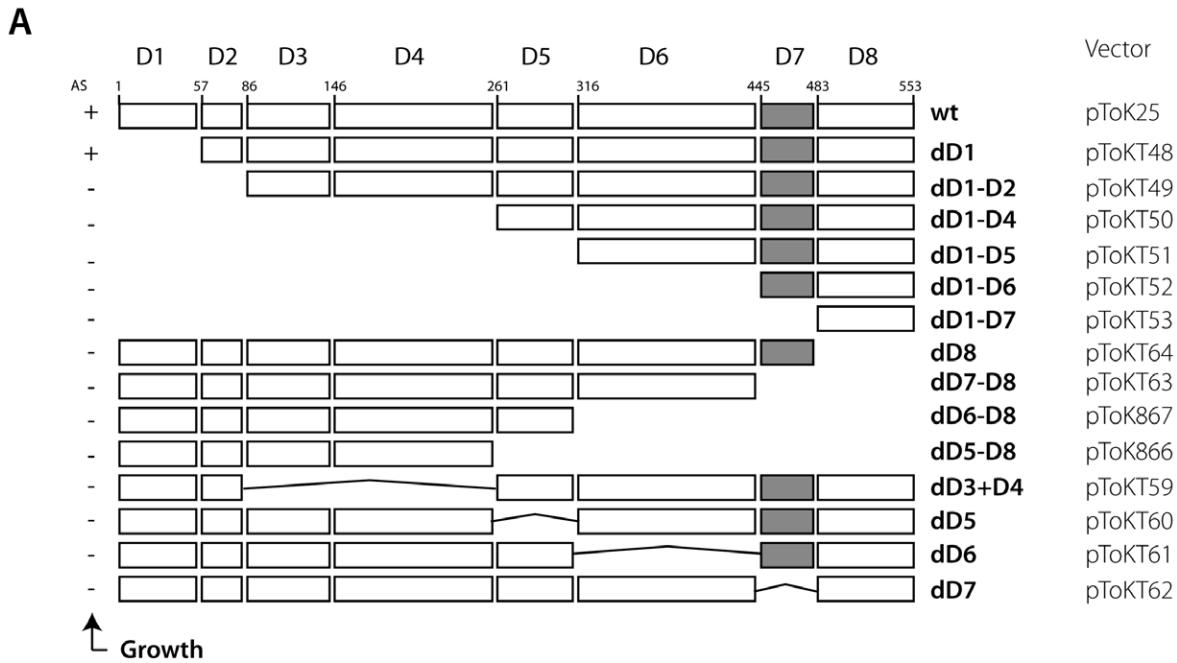 A
D1 D2 D3 D4 D5 D6 D7 D8 Vector
AS 1 57 86 146 261 316 445 483 553
+ wt pToK25
+ dD1 pToKT48
- dD1-D2 pToKT49
- dD1-D4 pToKT50
- dD1-D5 pToKT51
- dD1-D6 pToKT52
- dD1-D7 pToKT53
- dD8 pToKT64
- dD7-D8 pToKT63
- dD6-D8 pToK867
- dD5-D8 pToK866
- dD3+D4 pToKT59
- dD5 pToKT60
- dD6 pToKT61
- dD7 pToKT62
Growth